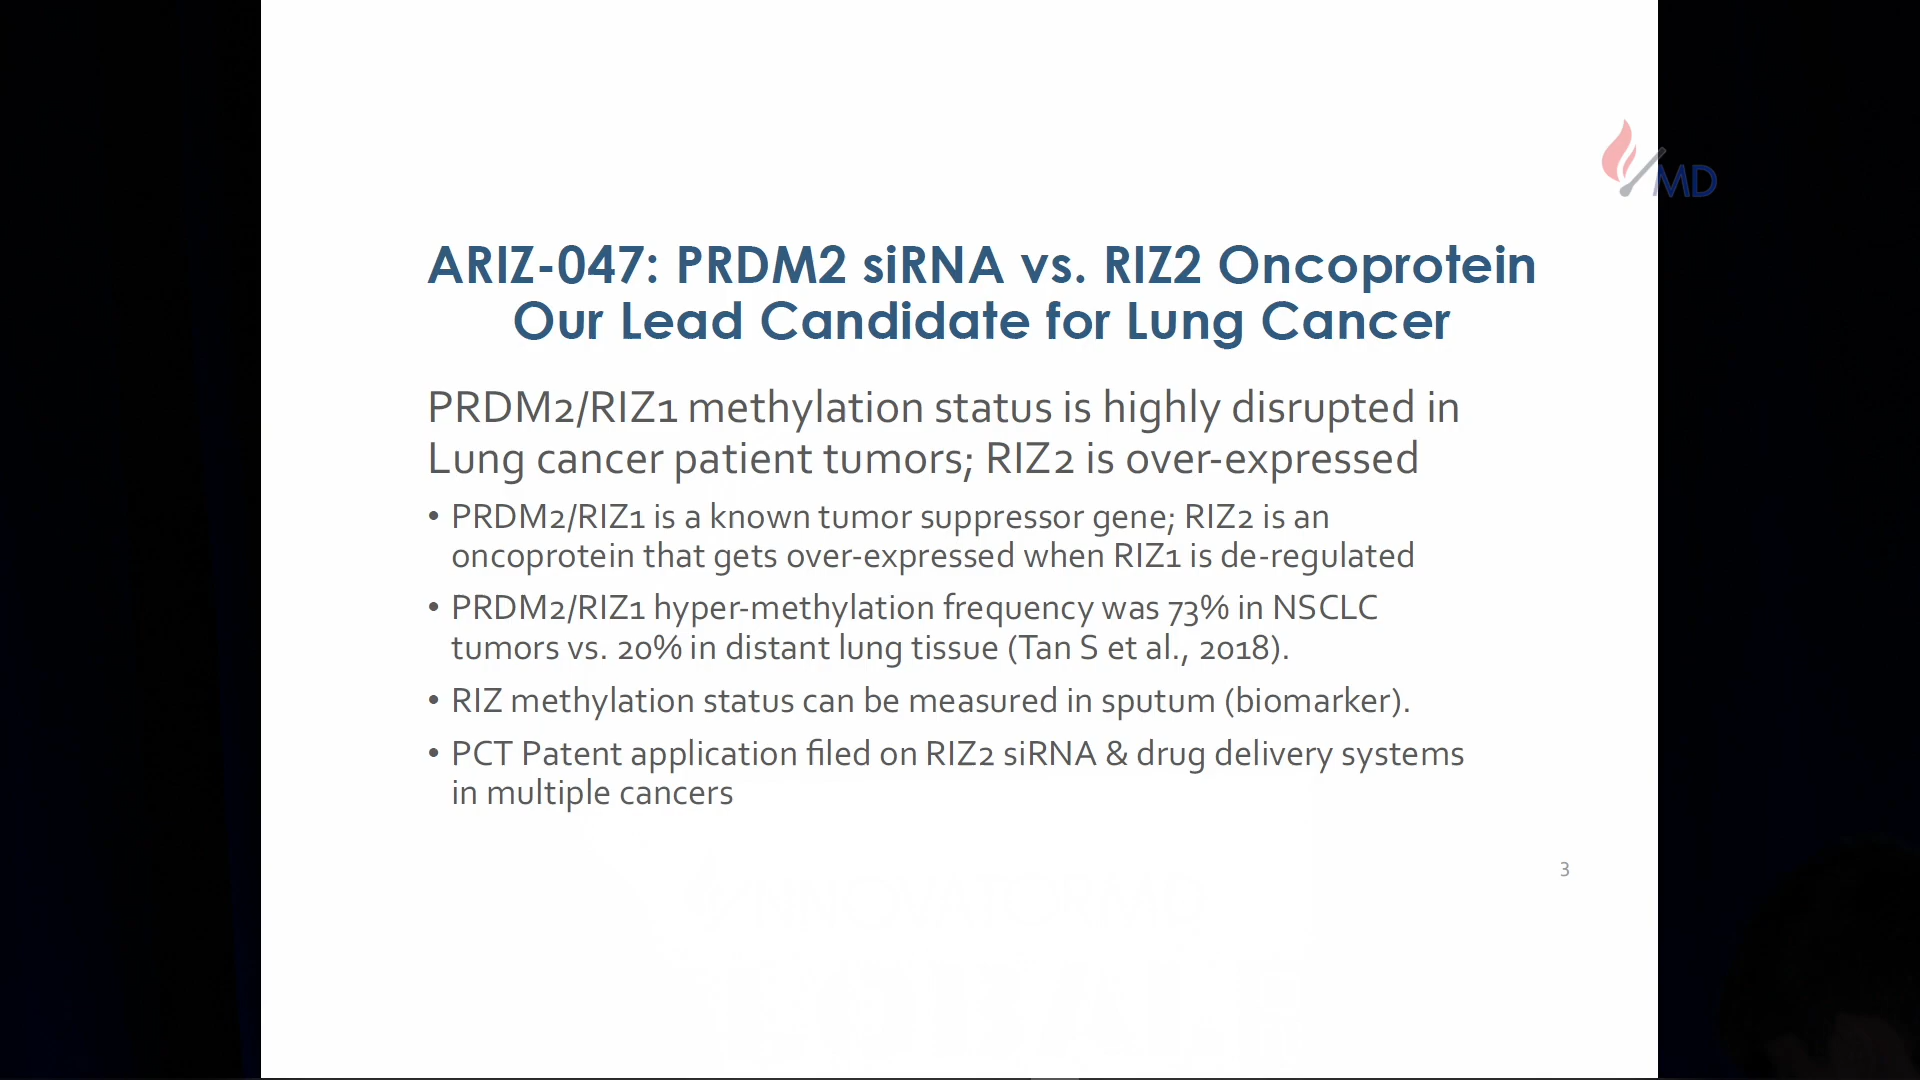 MD
ARIZ-047: PRDM2 siRNA vs. RIZ2 Oncoprotein
Our Lead Candidate for Lung Cancer
PRDM2/RIZ1 methylation status is highly disrupted in
Lung cancer patient tumors; RIZ2 is over-expressed
• PRDM2/RIZ1 is a known tumor suppressor gene; RIZ2 is an
oncoprotein that gets over-expressed when RIZ1 is de-regulated
• PRDM2/RIZ1 hyper-methylation frequency was 73% in NSCLC
tumors vs. 20% in distant lung tissue (Tan S et al., 2018).
• RIZ methylation status can be measured in sputum (biomarker).
• PCT Patent application filed on RIZ2 siRNA & drug delivery systems
in multiple cancers
3